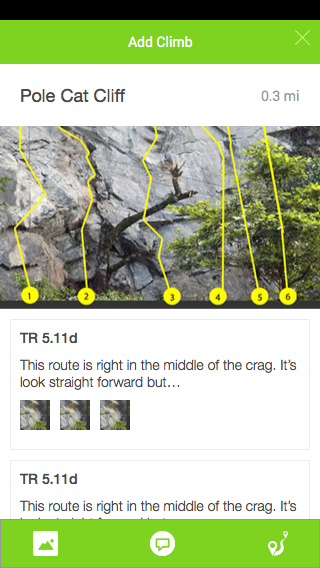 Add Climb
Pole Cat Cliff
0.3 mi
1 2 3 4 5 6
TR 5.11d
This route is right in the middle of the crag. It’s
look straight forward but…
TR 5.11d
This route is right in the middle of the crag. It’s